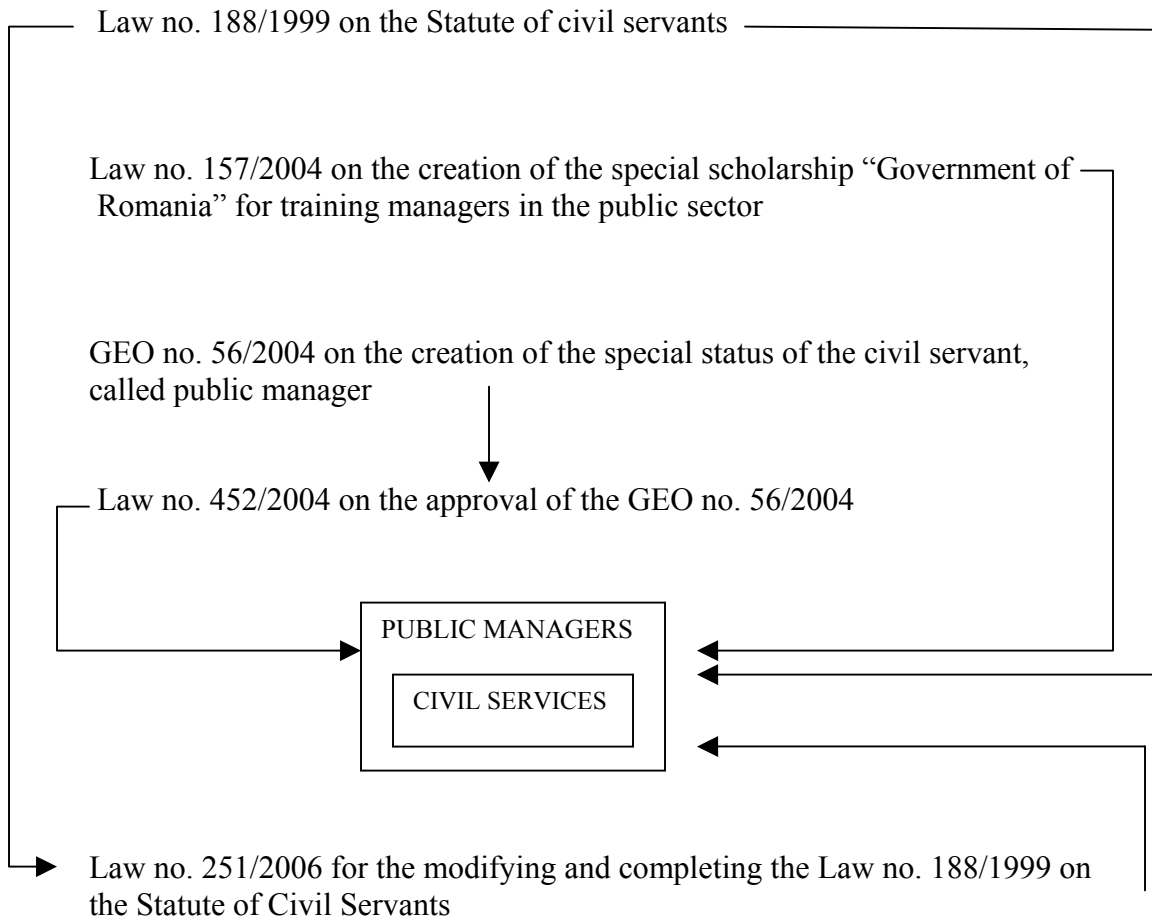 Law no. 188/1999 on the Statute of civil servants
Law no. 157/2004 on the creation of the special scholarship “Government of
Romania” for training managers in the public sector
GEO no. 56/2004 on the creation of the special status of the civil servant,
called public manager
Law no. 452/2004 on the approval of the GEO no. 56/2004
PUBLIC MANAGERS
CIVIL SERVICES
Law no. 251/2006 for the modifying and completing the Law no. 188/1999 on
the Statute of Civil Servants